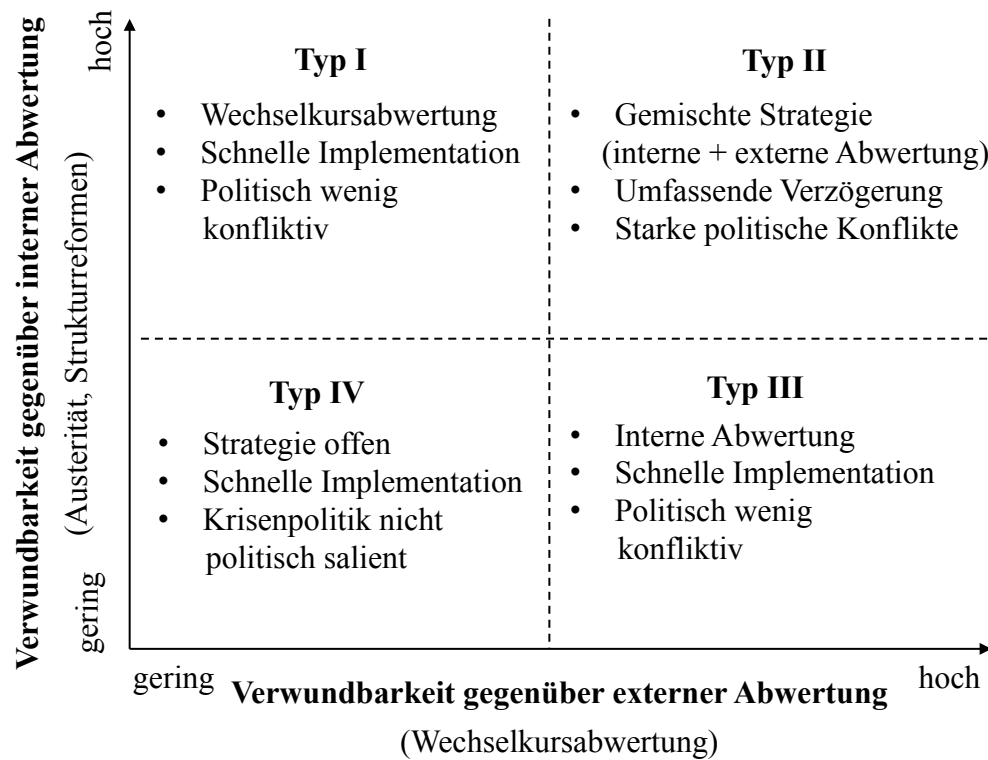 Verwundbarkeit gegenüber interner Abwertung
(Austerität, Strukturreformen)
hoch
gering
Typ I
• Wechselkursabwertung
• Schnelle Implementation
• Politisch wenig
konfliktiv
Typ II
• Gemischte Strategie
(interne + externe Abwertung)
• Umfassende Verzögerung
• Starke politische Konflikte
Typ IV
• Strategie offen
• Schnelle Implementation
• Krisenpolitik nicht
politisch salient
Typ III
• Interne Abwertung
• Schnelle Implementation
• Politisch wenig
konfliktiv
gering
Verwundbarkeit gegenüber externer Abwertung
hoch
(Wechselkursabwertung)